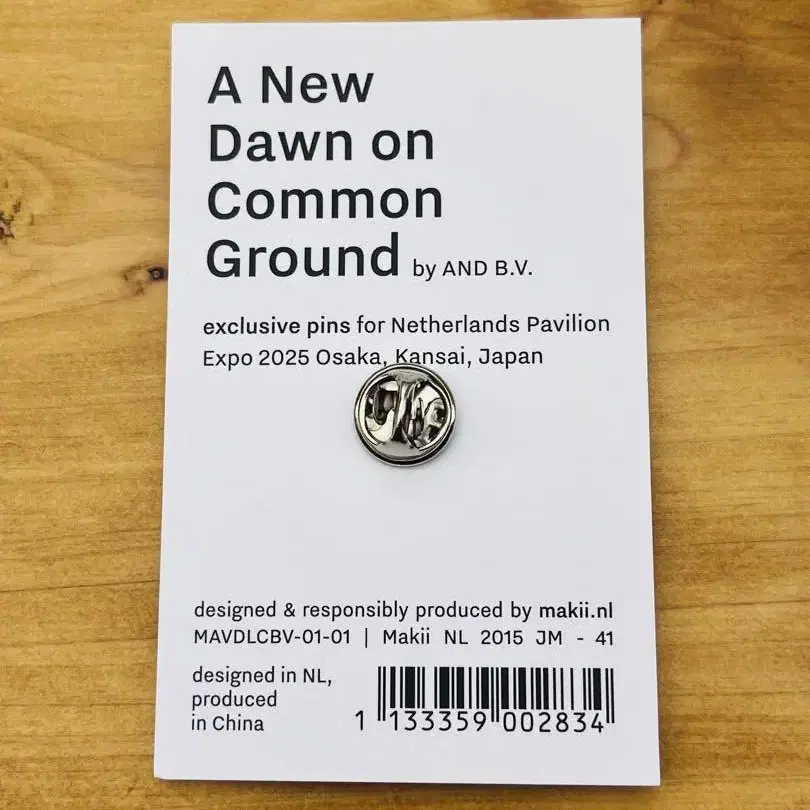 A New
Dawn on
Common
Ground by AND B.V.
exclusive pins for Netherlands Pavilion
Expo 2025 Osaka, Kansai, Japan
designed & responsibly produced by makii.nl
MAVDLCBV-01-01 | Makii NL 2015 JM - 41
designed in NL,
produced
in China
1 133359 002834